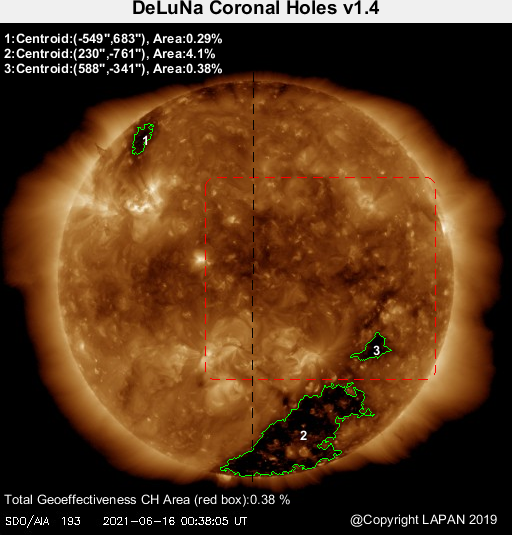 DeLuNa Coronal Holes v1.4
1:Centroid:(-549",683"), Area:0.29%
2:Centroid:(230",-761"), Area:4.1%
3:Centroid:(588",-341"), Area:0.38%
1
3
2
Total Geoeffectiveness CH Area (red box):0.38 %
SDO/AIA 193 2021-06-16 00:38:05 UT
@Copyright LAPAN 2019